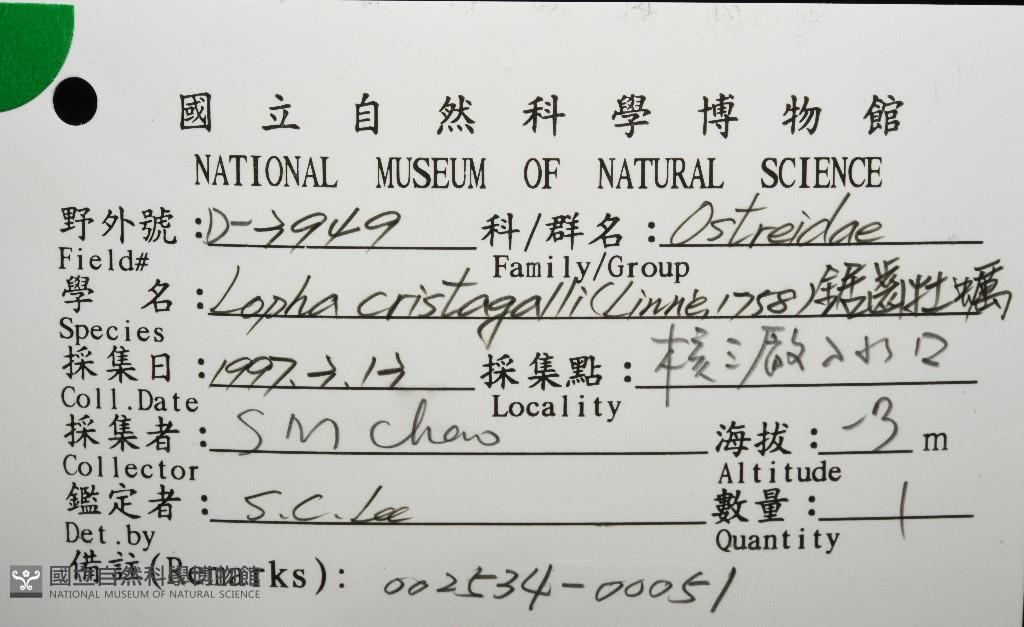 國立自然科學博物館
NATIONAL MUSEUM OF NATURAL SCIENCE
野外號:D-3949 科/群名:Ostreidae
Field# Family/Group
學 名:Lopha cristagalli (Linné, 1758) 鋸齒牡蠣
Species
採集日:1997.3.13 採集點:核三廠入水口
Coll.Date Locality
採集者:S M Chao 海拔:-3 m
Collector Altitude
鑑定者:S.C.Lee 數量:1
Det.by Quantity
備註(Remarks): 002534-00051
國立自然科學博物館
NATIONAL MUSEUM OF NATURAL SCIENCE